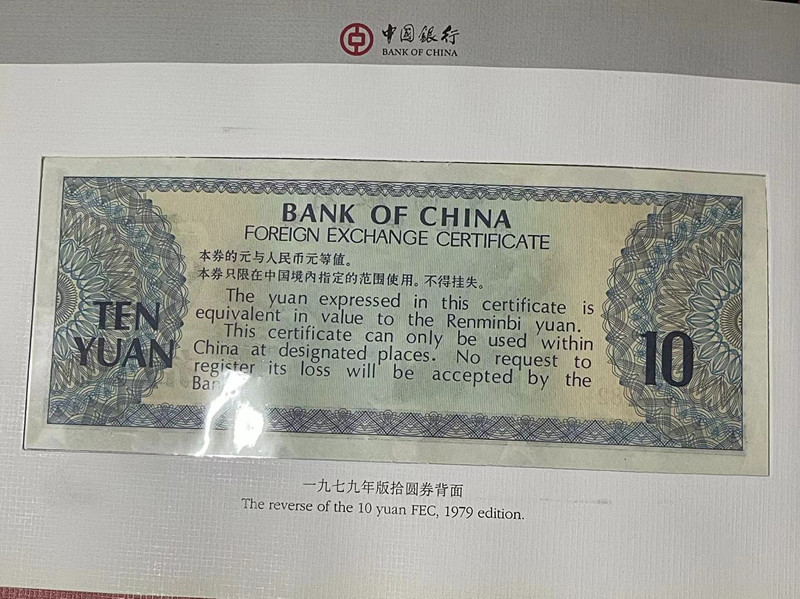 中国银行
BANK OF CHINA
BANK OF CHINA
FOREIGN EXCHANGE CERTIFICATE
本券的元与人民币元等值。
本券只限在中国境内指定的范围使用。不得挂失。
The yuan expressed in this certificate is
equivalent in value to the Renminbi yuan.
This certificate can only be used within
China at designated places. No request to
register its loss will be accepted by the
TEN
YUAN
10
一九七九年版拾圆券背面
The reverse of the 10 yuan FEC, 1979 edition.